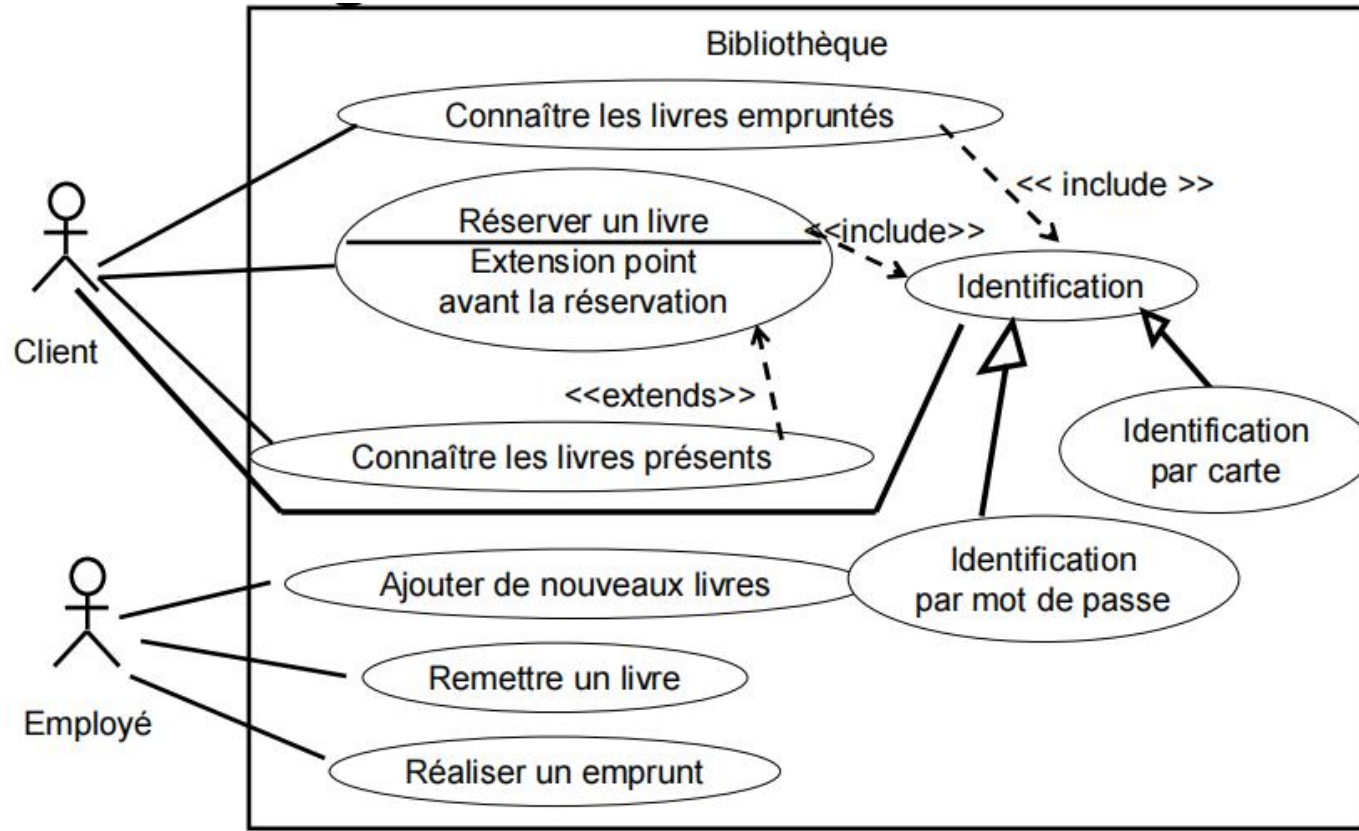 Bibliothèque
Connaître les livres empruntés
<< include >>
Réserver un livre
<<include>>
Extension point
avant la réservation
Identification
Client
<<extends>>
Connaître les livres présents
Identification
par carte
Ajouter de nouveaux livres
Identification
par mot de passe
Remettre un livre
Employé
Réaliser un emprunt